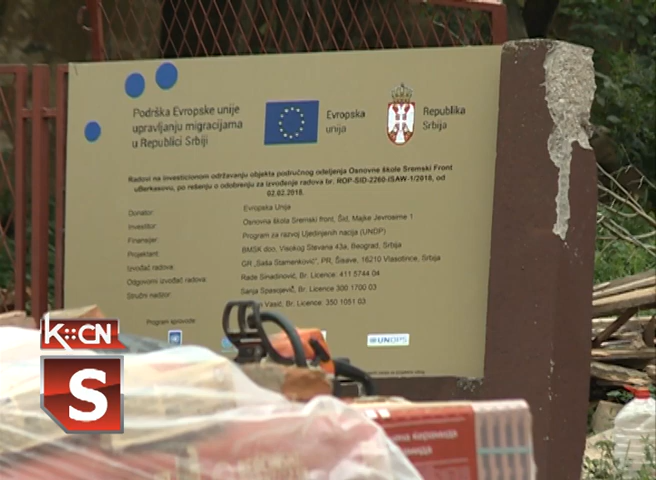 Podrška Evropske unije
upravljanju migracijama
u Republici Srbiji
Evropska
unija
Republika
Srbija
Radovi na investicionom održavanju objekta područnog odeljenja Osnovne škole Sremski Front
uBerkasovu, po rešenju o odobrenju za izvođenje radova br. ROP-SID-2260-ISAW-1/2018, od
02.02.2018.
Donator: Evropska Unija
Investitor: Osnovna škola Sremski front, Šid, Majke Jevrosime 1
Finansijer: Program za razvoj Ujedinjenih nacija (UNDP)
Projektant: BMSK doo, Visokog Stevana 43a, Beograd, Srbija
Izvođač radova: GR „Saša Stamenković", PR, Šišave, 16210 Vlasotince, Srbija
Odgovorni izvođač radova: Rade Sinadinović, Br. Licence: 411 5744 04
Stručni nadzor: Sanja Spasojević, Br. Licence 300 1700 03
Vasić, Br. Licence: 350 1051 03
Program sprovode:
UNOPS
K::CN
S